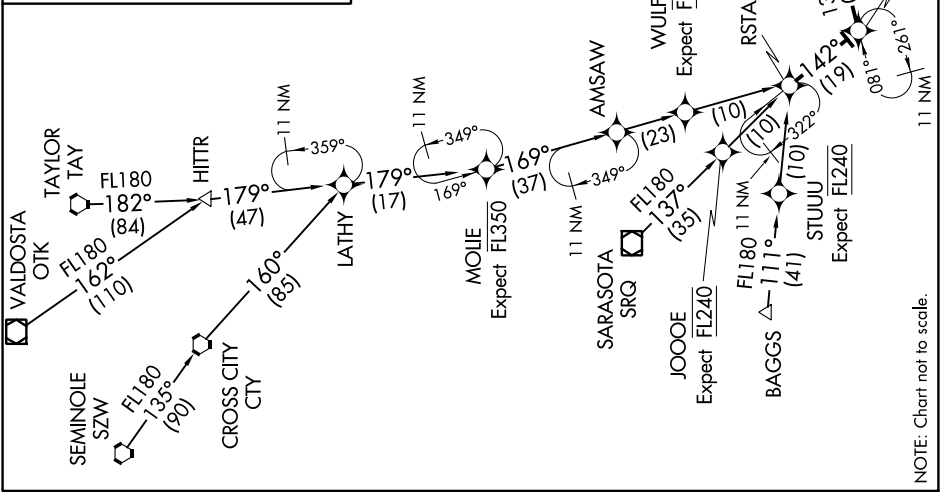 TAYLOR
TAY
FL180
182°
(84)
VALDOSTA
OTK
FL180
162°
(110)
HITTR
179°
(47)
11 NM
359°
LATHY
SEMINOLE
SZW
FL180
135°
(90)
CROSS CITY
CTY
160°
(85)
179°
(17)
11 NM
349°
169°
MOLIE
Expect FL350
169°
(37)
AMSAW
11 NM
349°
(23)
Expect
(10)
SARASOTA
SRQ
FL180
137°
(35)
JOOOE
Expect FL240
(10)
11 NM
322°
BAGGS
FL180
111°
(41)
STUUU
Expect FL240
(10)
142°
(19)
081°
261°
11 NM
NOTE: Chart not to scale.